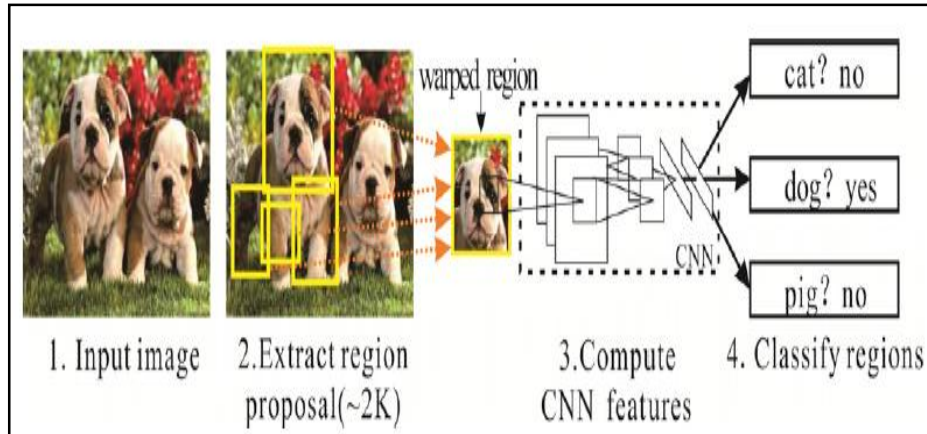 warped region
CNN
cat? no
dog? yes
pig? no
1. Input image
2.Extract region
proposal(~2K)
3.Compute
CNN features
4. Classify regions